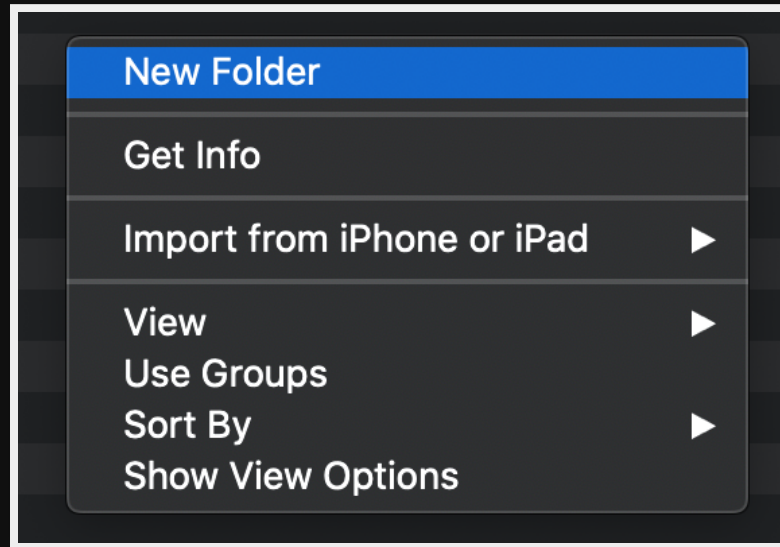 New Folder
Get Info
Import from iPhone or iPad
View
Use Groups
Sort By
Show View Options